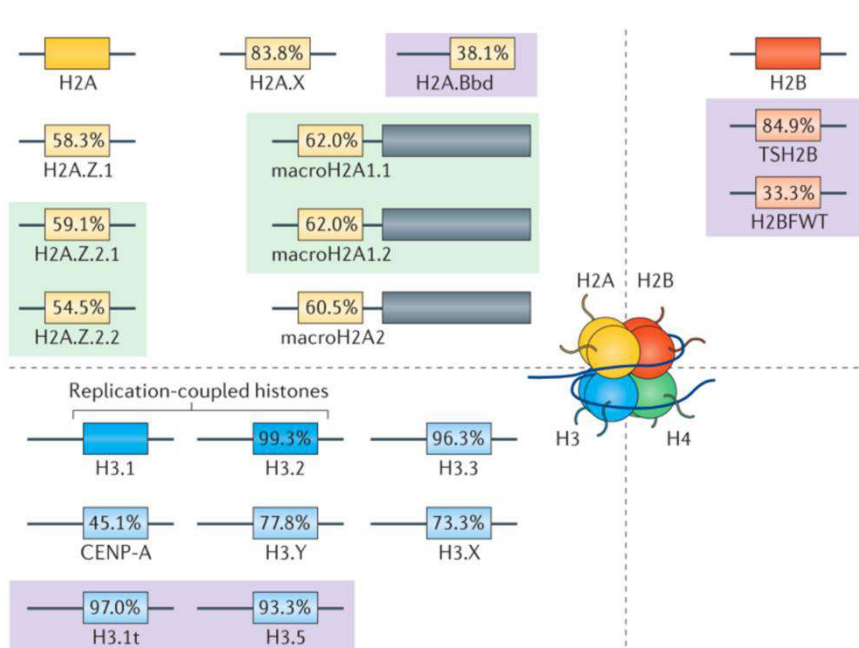 83.8%
38.1%
H2A
H2A.X
H2A.Bbd
H2B
58.3%
62.0%
84.9%
H2A.Z.1
macroH2A1.1
TSH2B
33.3%
H2BFWT
59.1%
62.0%
H2A.Z.2.1
macroH2A1.2
54.5%
60.5%
H2A.Z.2.2
macroH2A2
H2A H2B
H3 H4
Replication-coupled histones
99.3%
96.3%
H3.1
H3.2
H3.3
45.1%
77.8%
73.3%
CENP-A
H3.Y
H3.X
97.0%
93.3%
H3.1t
H3.5